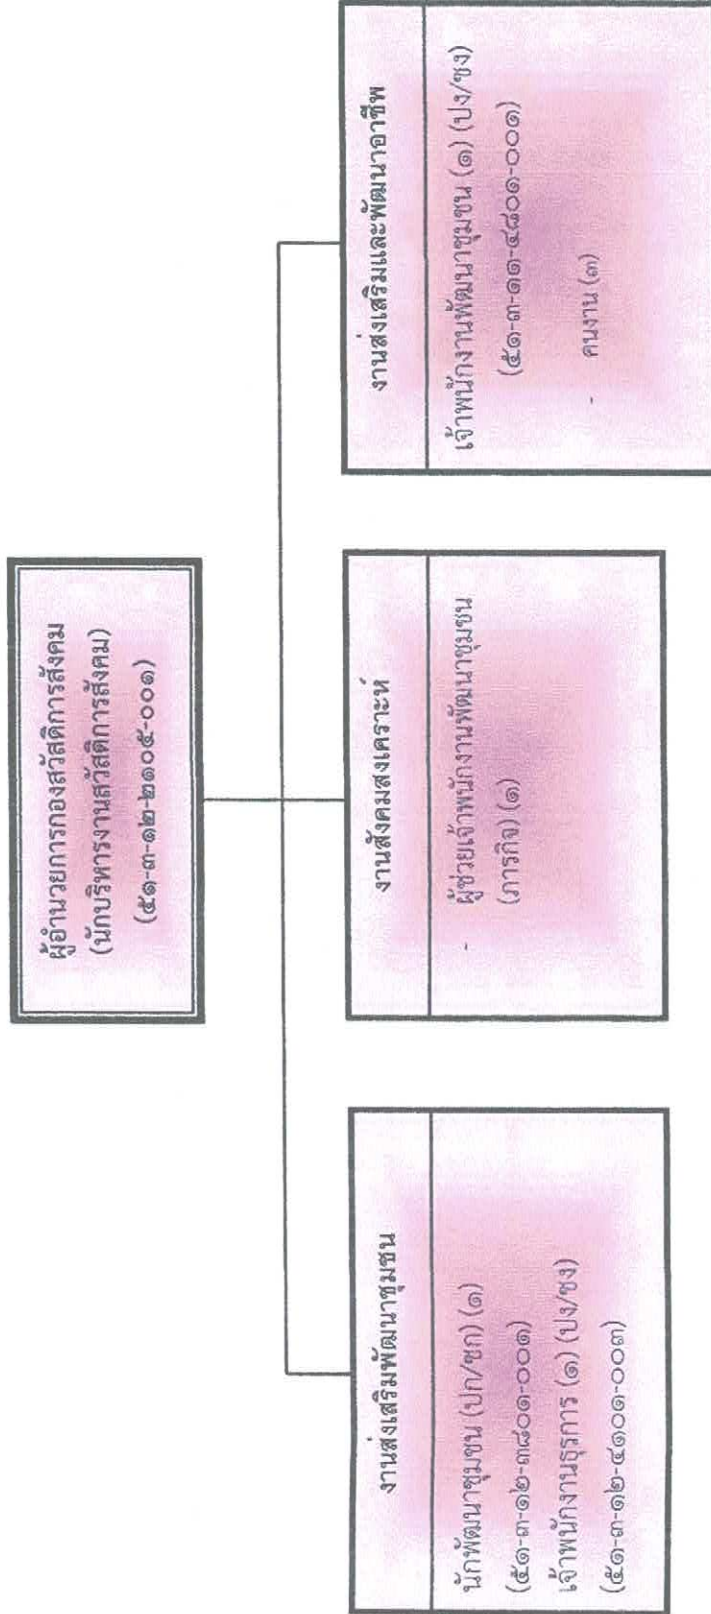 ผู้อำนวยการกองสวัสดิการสังคม
(นักบริหารงานสวัสดิการสังคม)
(๕๑-๓-๑๒-๒๑๐๕-๐๐๑)
งานส่งเสริมพัฒนาชุมชน
นักพัฒนาชุมชน (ปก/ชก) (๑)
(๕๑-๓-๑๒-๓๘๐๑-๐๐๑)
เจ้าพนักงานธุรการ (๑) (ปง/ชง)
(๕๑-๓-๑๒-๔๑๐๑-๐๐๓)
งานสังคมสงเคราะห์
- ผู้ช่วยเจ้าพนักงานพัฒนาชุมชน
(ภารกิจ) (๑)
งานส่งเสริมและพัฒนาอาชีพ
เจ้าพนักงานพัฒนาชุมชน (๑) (ปง/ชง)
(๕๑-๓-๑๑-๔๘๐๑-๐๐๑)
- คนงาน (๓)